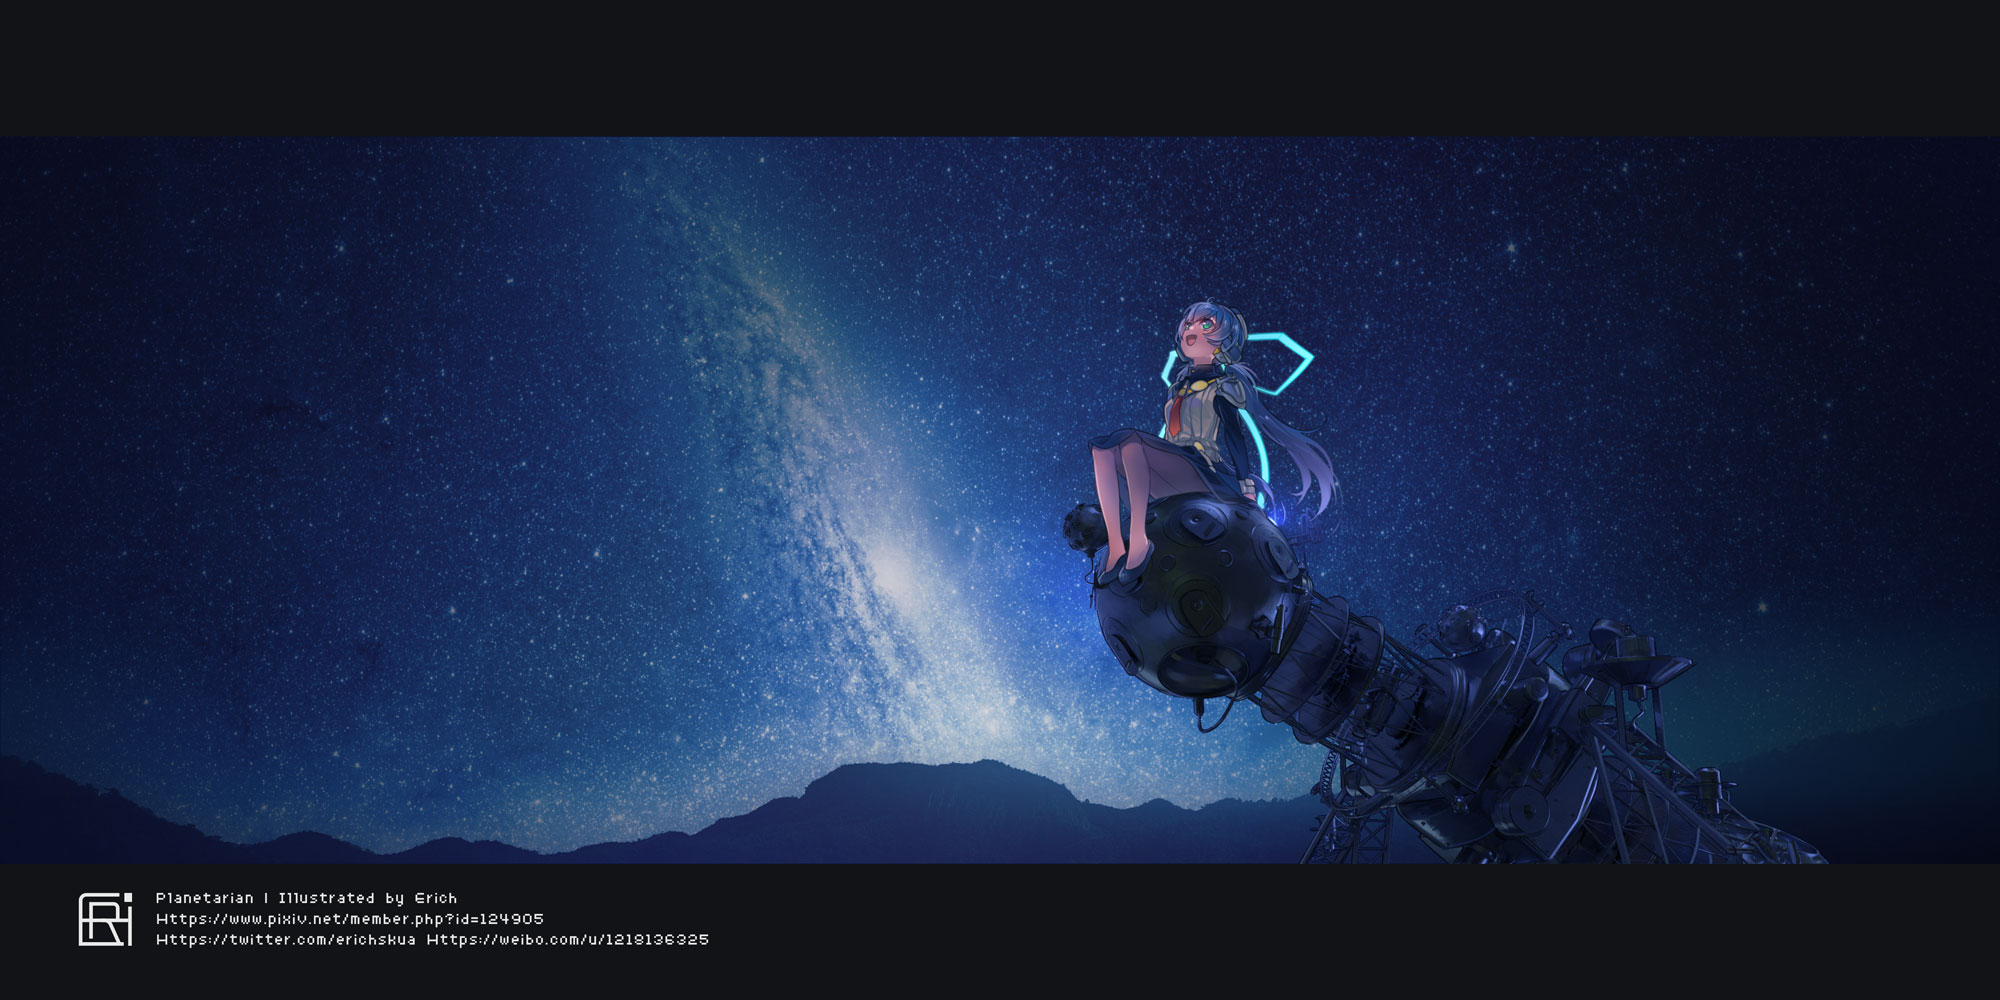 Planetarian | Illustrated by Erich
Https://www.pixiv.net/member.php?id=124905
Https://twitter.com/erichskua Https://weibo.com/u/1218136325